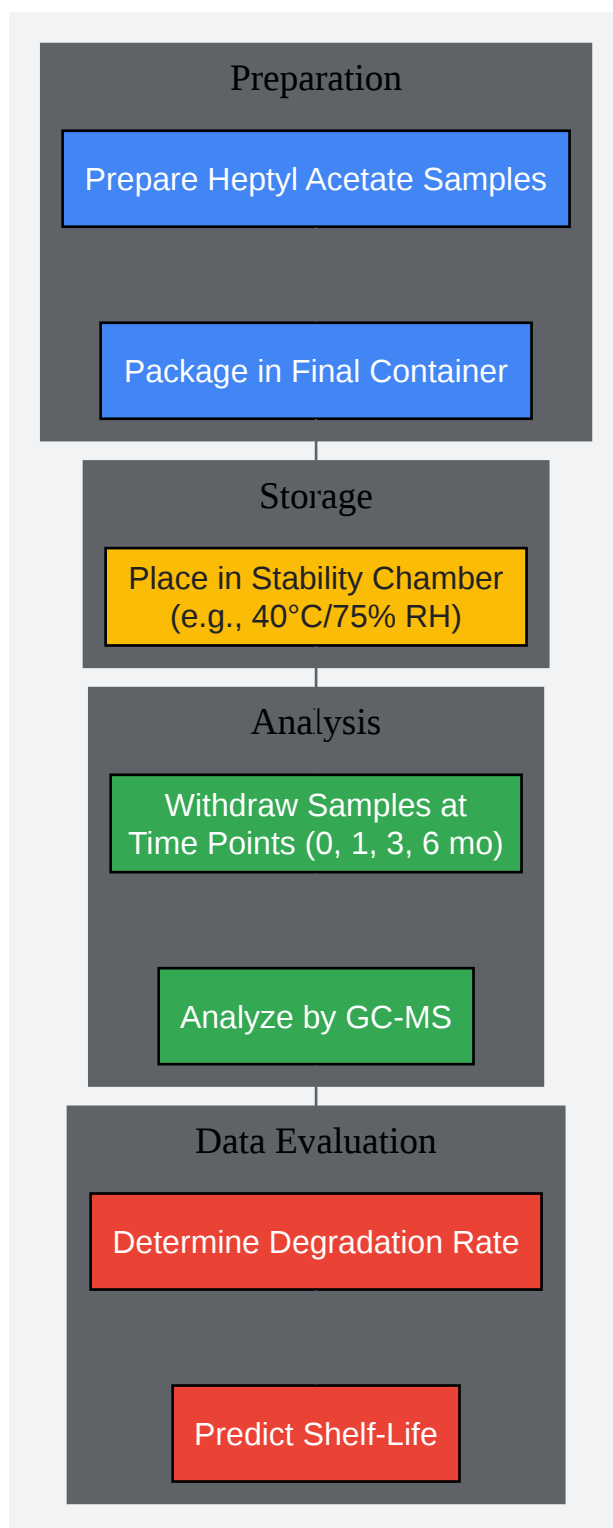 Preparation
Prepare Heptyl Acetate Samples
Package in Final Container
Storage
Place in Stability Chamber
(e.g., 40°C/75% RH)
Analysis
Withdraw Samples at
Time Points (0, 1, 3, 6 mo)
Analyze by GC-MS
Data Evaluation
Determine Degradation Rate
Predict Shelf-Life